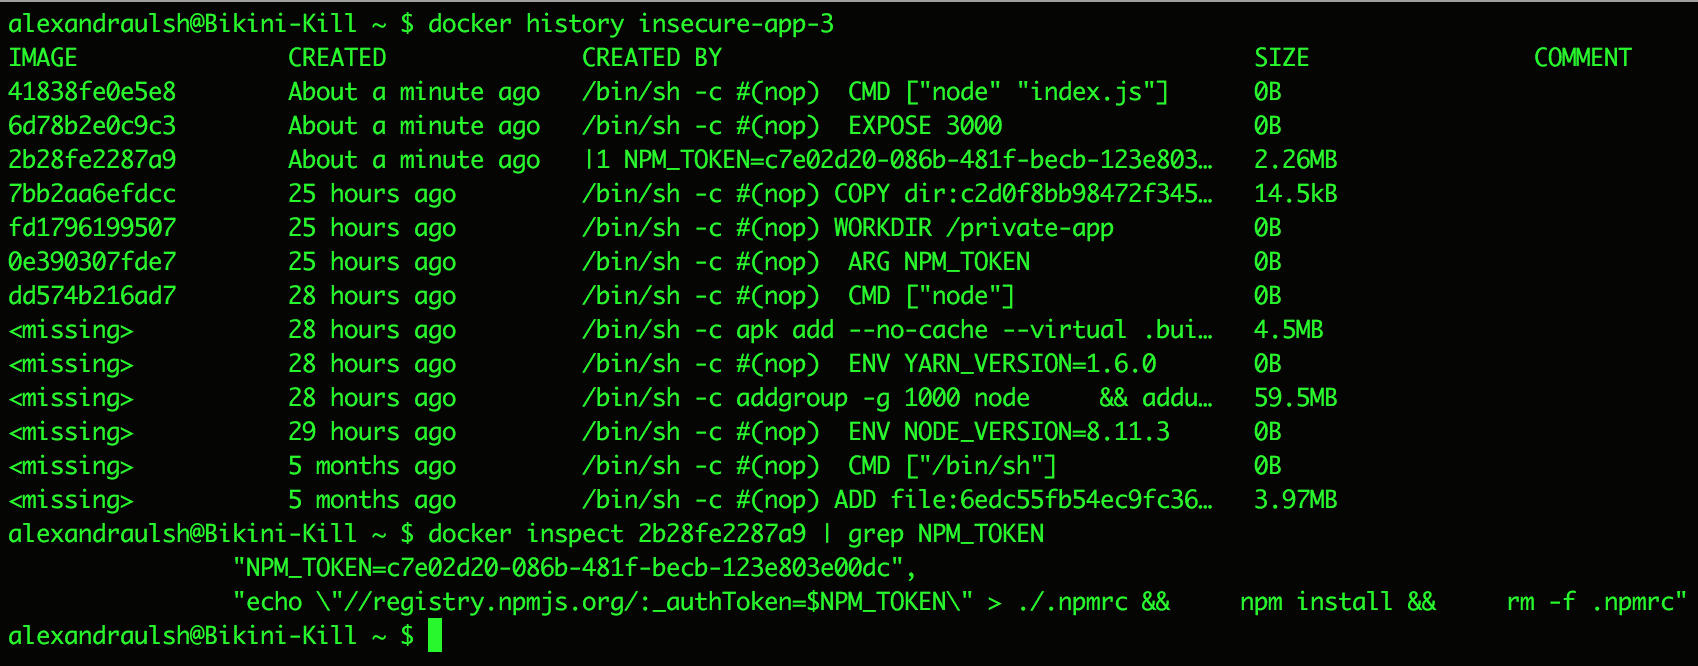 alexandraulsh@Bikini-Kill ~ $ docker history insecure-app-3
IMAGE               CREATED              CREATED BY                                      SIZE                COMMENT
41838fe0e5e8        About a minute ago   /bin/sh -c #(nop)  CMD ["node" "index.js"]      0B
6d78b2e0c9c3        About a minute ago   /bin/sh -c #(nop)  EXPOSE 3000                  0B
2b28fe2287a9        About a minute ago   |1 NPM_TOKEN=c7e02d20-086b-481f-becb-123e803…   2.26MB
7bb2aa6efdcc        25 hours ago         /bin/sh -c #(nop) COPY dir:c2d0f8bb98472f345…   14.5kB
fd1796199507        25 hours ago         /bin/sh -c #(nop) WORKDIR /private-app          0B
0e390307fde7        25 hours ago         /bin/sh -c #(nop)  ARG NPM_TOKEN                0B
dd574b216ad7        28 hours ago         /bin/sh -c #(nop)  CMD ["node"]                 0B
<missing>           28 hours ago         /bin/sh -c apk add --no-cache --virtual .bui…   4.5MB
<missing>           28 hours ago         /bin/sh -c #(nop)  ENV YARN_VERSION=1.6.0       0B
<missing>           28 hours ago         /bin/sh -c addgroup -g 1000 node     && addu…   59.5MB
<missing>           29 hours ago         /bin/sh -c #(nop)  ENV NODE_VERSION=8.11.3      0B
<missing>           5 months ago         /bin/sh -c #(nop)  CMD ["/bin/sh"]              0B
<missing>           5 months ago         /bin/sh -c #(nop) ADD file:6edc55fb54ec9fc36…   3.97MB
alexandraulsh@Bikini-Kill ~ $ docker inspect 2b28fe2287a9 | grep NPM_TOKEN
                "NPM_TOKEN=c7e02d20-086b-481f-becb-123e803e00dc",
                "echo \"//registry.npmjs.org/:_authToken=$NPM_TOKEN\" > ./.npmrc &&     npm install &&     rm -f .npmrc"
alexandraulsh@Bikini-Kill ~ $